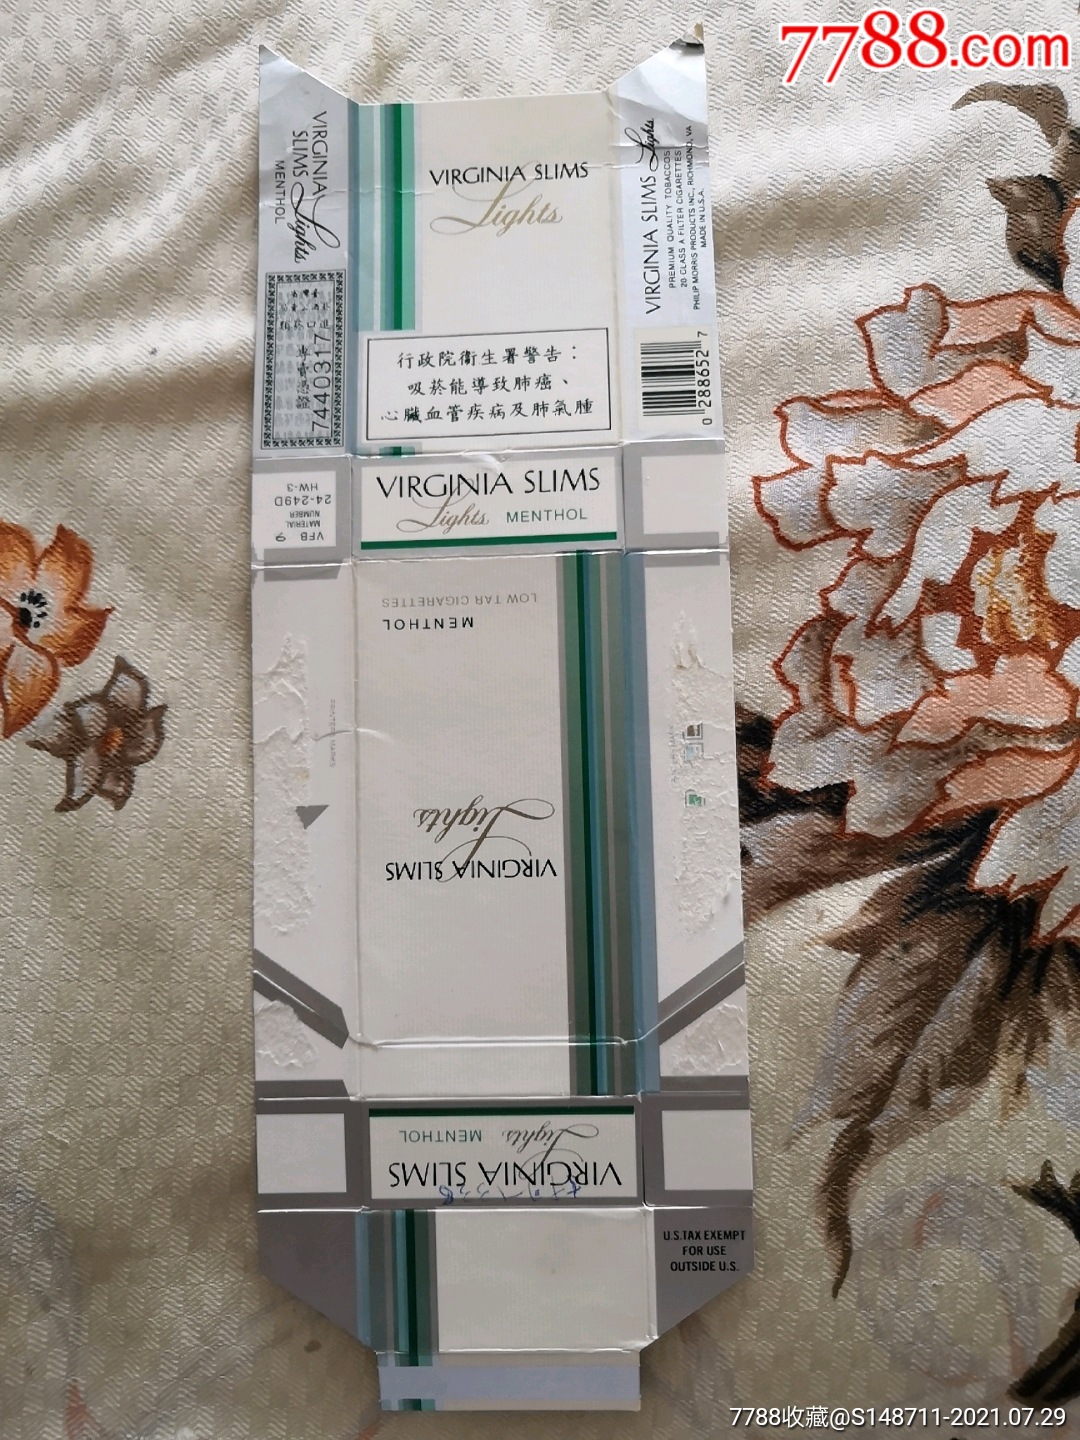 7788.com
VIRGINIA SLIMS
Lights
VIRGINIA
SLIMS Lights
MENTHOL
VIRGINIA SLIMS Lights
PREMIUM QUALITY TOBACCOS
20 CLASS A FILTER CIGARETTES
PHILIP MORRIS PRODUCTS INC., RICHMOND, VA
MADE IN U.S.A.
7440317
0 288652 7
行政院衛生署警告：
吸菸能導致肺癌、
心臟血管疾病及肺氣腫
VIRGINIA SLIMS
Lights MENTHOL
VFB 9
MATERIAL
NUMBER
24-249D
HW-3
LOW TAR CIGARETTES
MENTHOL
Lights
VIRGINIA SLIMS
Lights MENTHOL
VIRGINIA SLIMS
U.S. TAX EXEMPT
FOR USE
OUTSIDE U.S.
7788收藏@S148711-2021.07.29